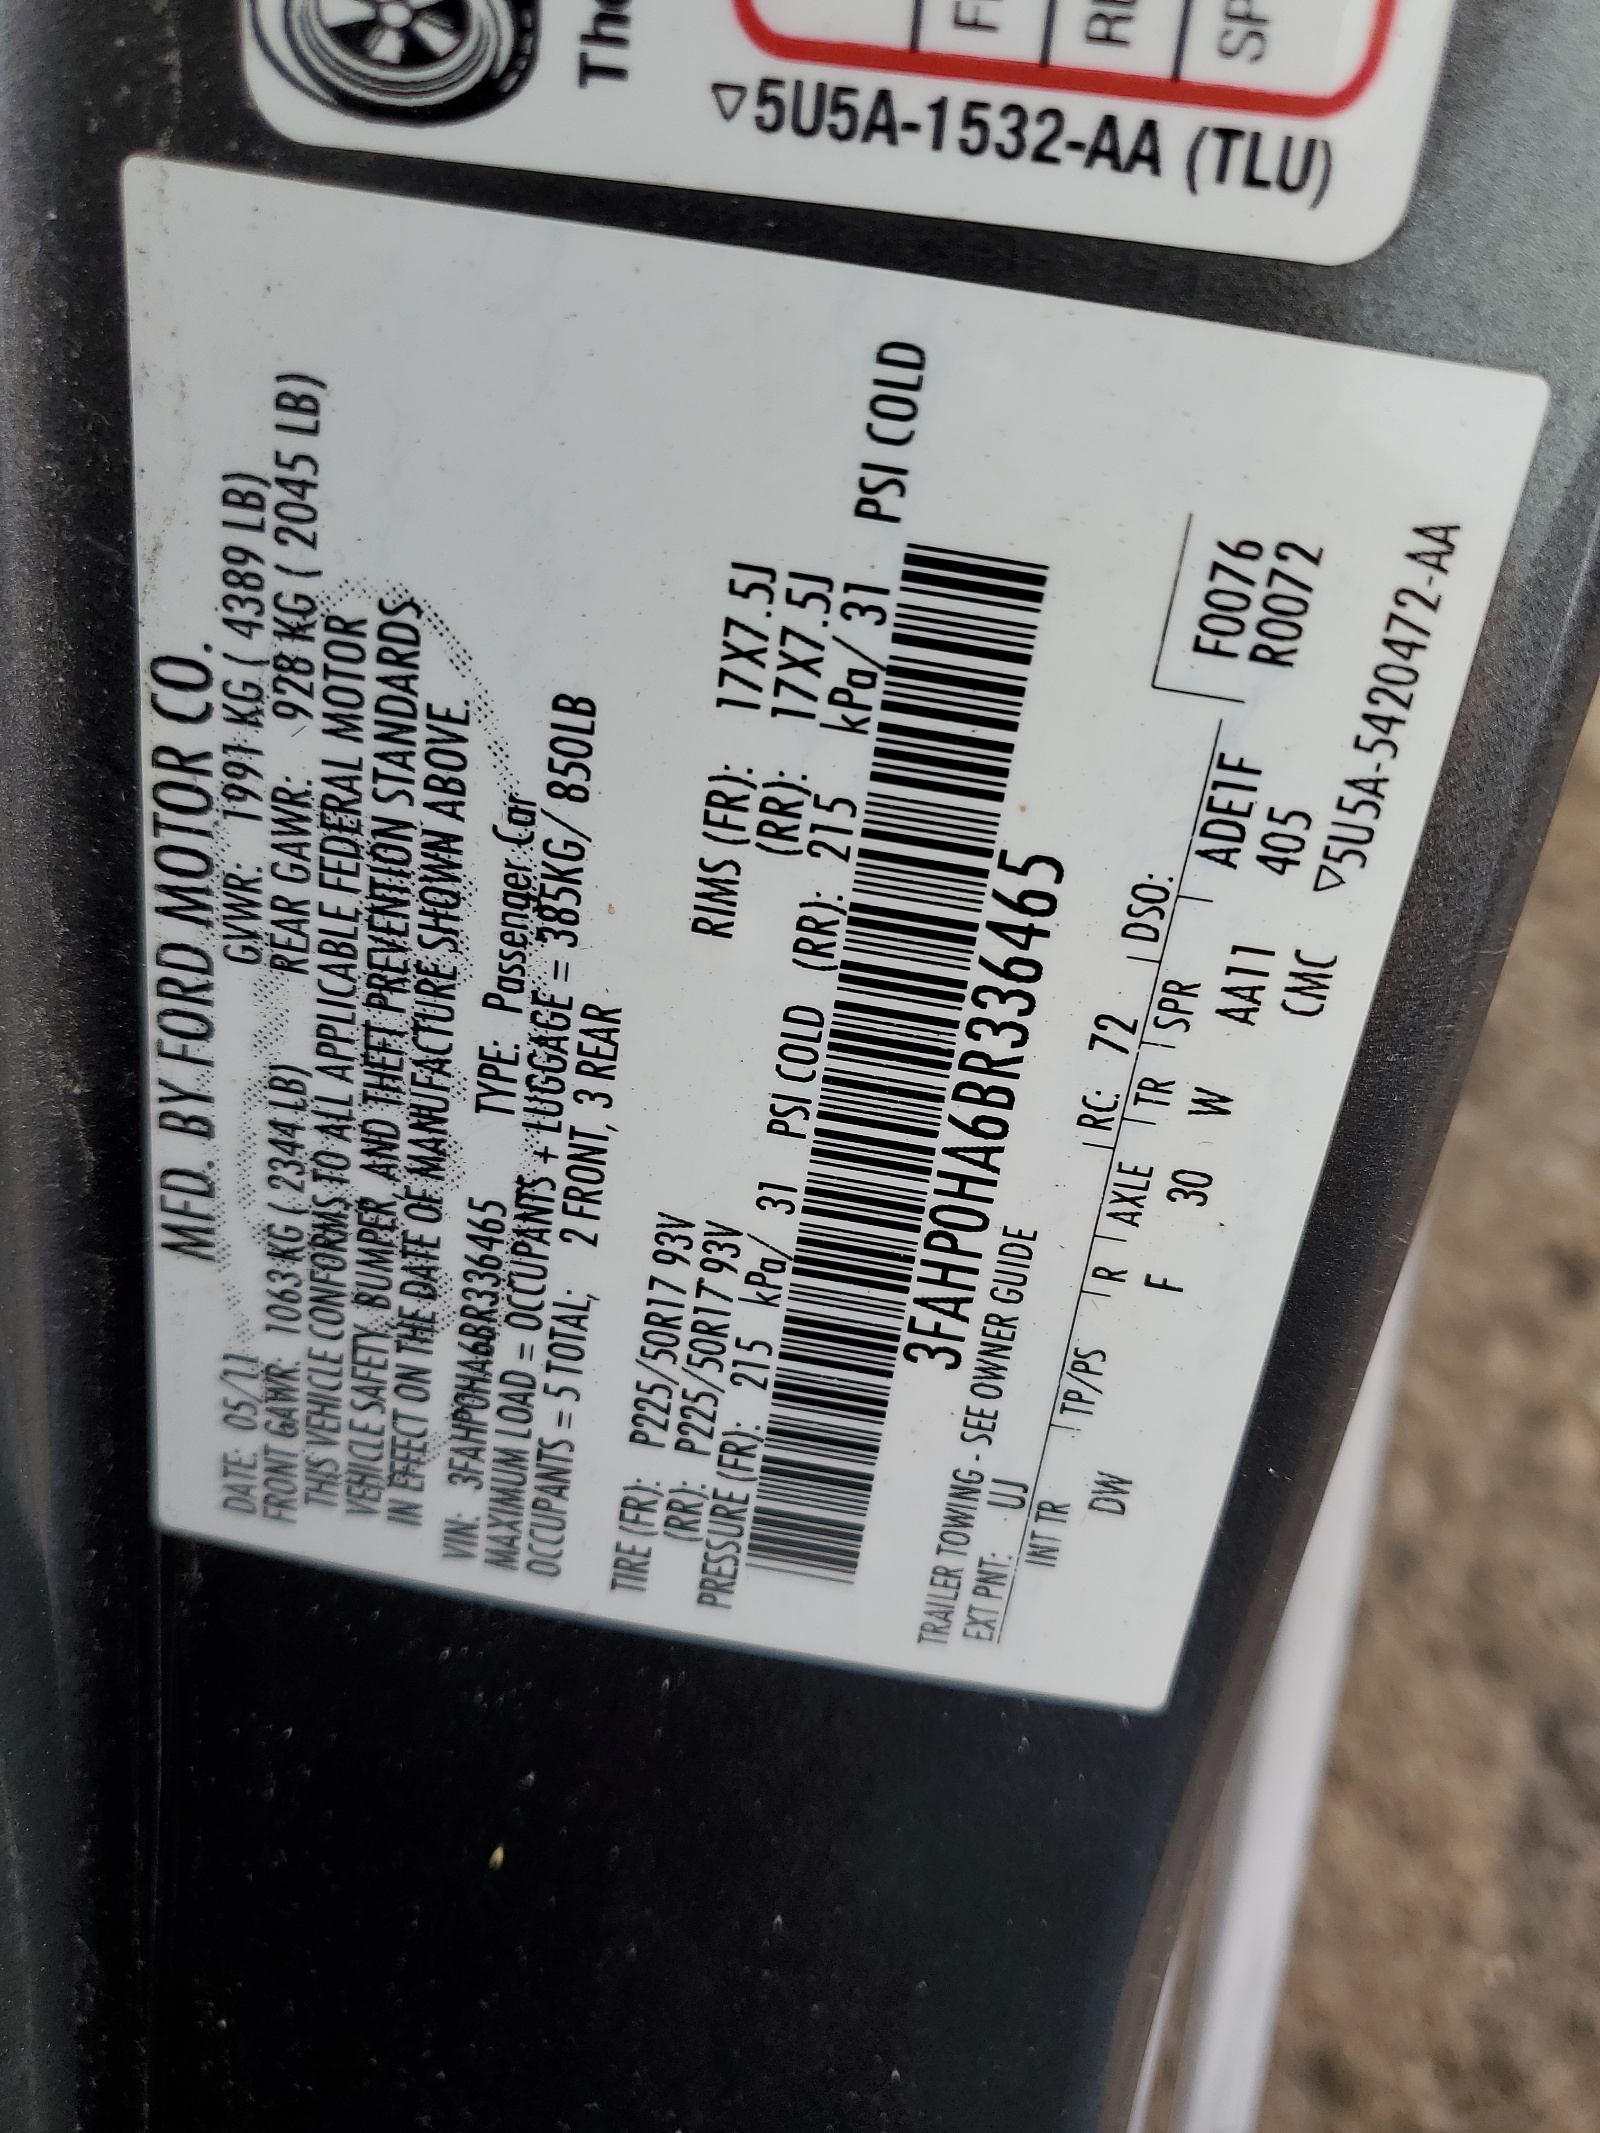 The
▽5U5A-1532-AA (TLU)
MFD. BY FORD MOTOR CO.
DATE: 05/11 GVWR: 1991 KG ( 4389 LB)
FRONT GAWR: 1063 KG ( 2344 LB) REAR GAWR: 928 KG ( 2045 LB)
THIS VEHICLE CONFORMS TO ALL APPLICABLE FEDERAL MOTOR
VEHICLE SAFETY, BUMPER, AND THEFT PREVENTION STANDARDS
IN EFFECT ON THE DATE OF MANUFACTURE SHOWN ABOVE.
VIN: 3FAHP0HA6BR336465 TYPE: Passenger Car
MAXIMUM LOAD = OCCUPANTS + LUGGAGE = 385KG/ 850LB
OCCUPANTS = 5 TOTAL; 2 FRONT, 3 REAR
TIRE (FR): P225/50R17 93V RIMS (FR): 17X7.5J
(RR): P225/50R17 93V (RR): 17X7.5J
PRESSURE (FR): 215 kPa/ 31 PSI COLD (RR): 215 kPa/ 31 PSI COLD
3FAHP0HA6BR336465
TRAILER TOWING - SEE OWNER GUIDE
EXT PNT: UJ RC: 72 DSO:
INT TR TP/PS R AXLE TR SPR ADE1F F0076
DW F 30 W AA11 405 R0072
CMC ▽5U5A-5420472-AA